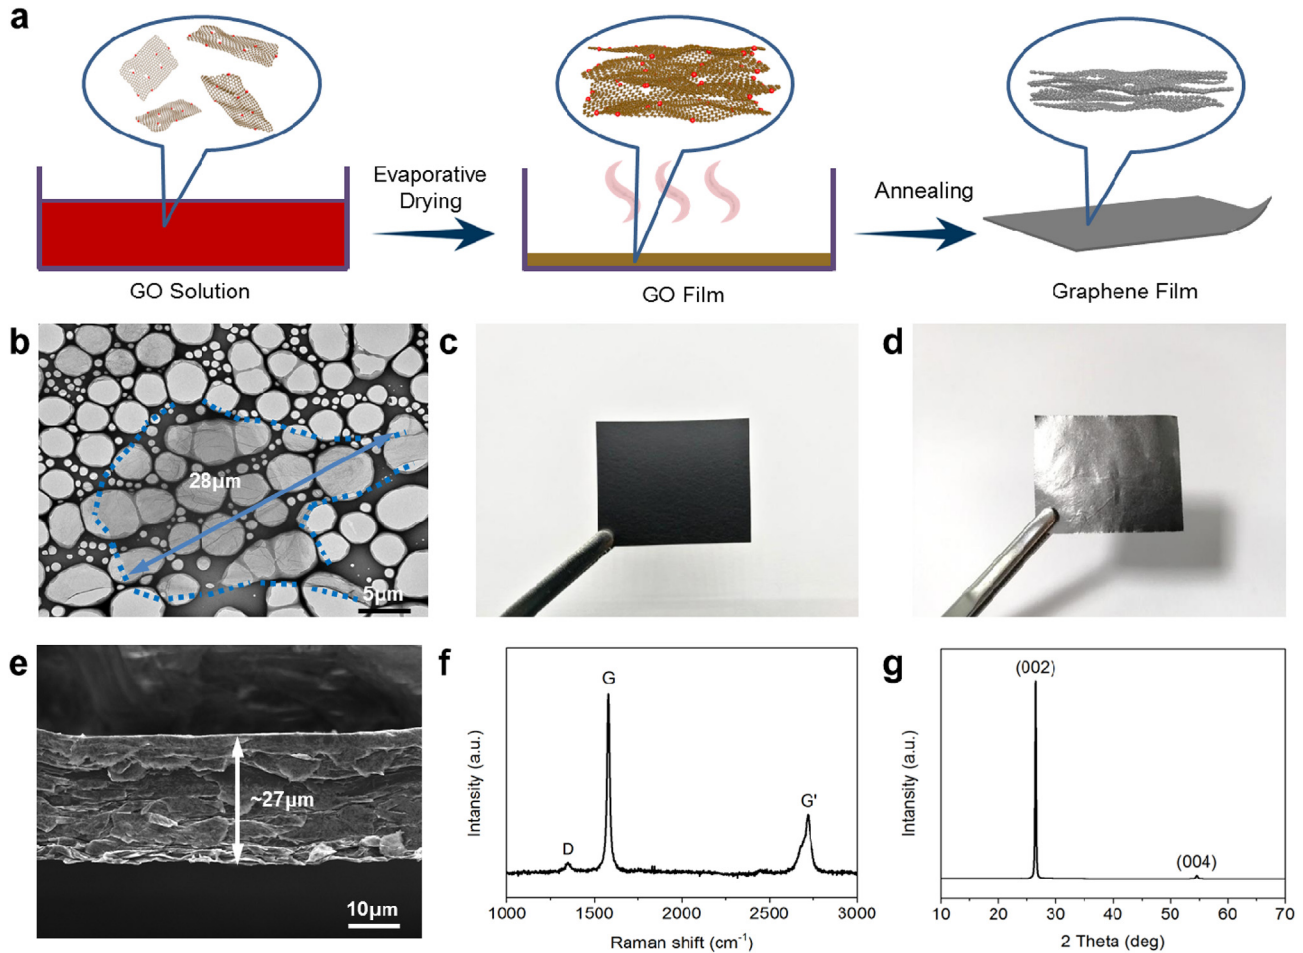 a
Evaporative
Drying
Annealing
GO Solution
GO Film
Graphene Film
b
28μm
5μm
c
d
e
~27μm
10μm
f
G
G'
D
Intansity (a.u.)
1000 1500 2000 2500 3000
Raman shift (cm⁻¹)
g
(002)
(004)
Intansity (a.u.)
10 20 30 40 50 60 70
2 Theta (deg)